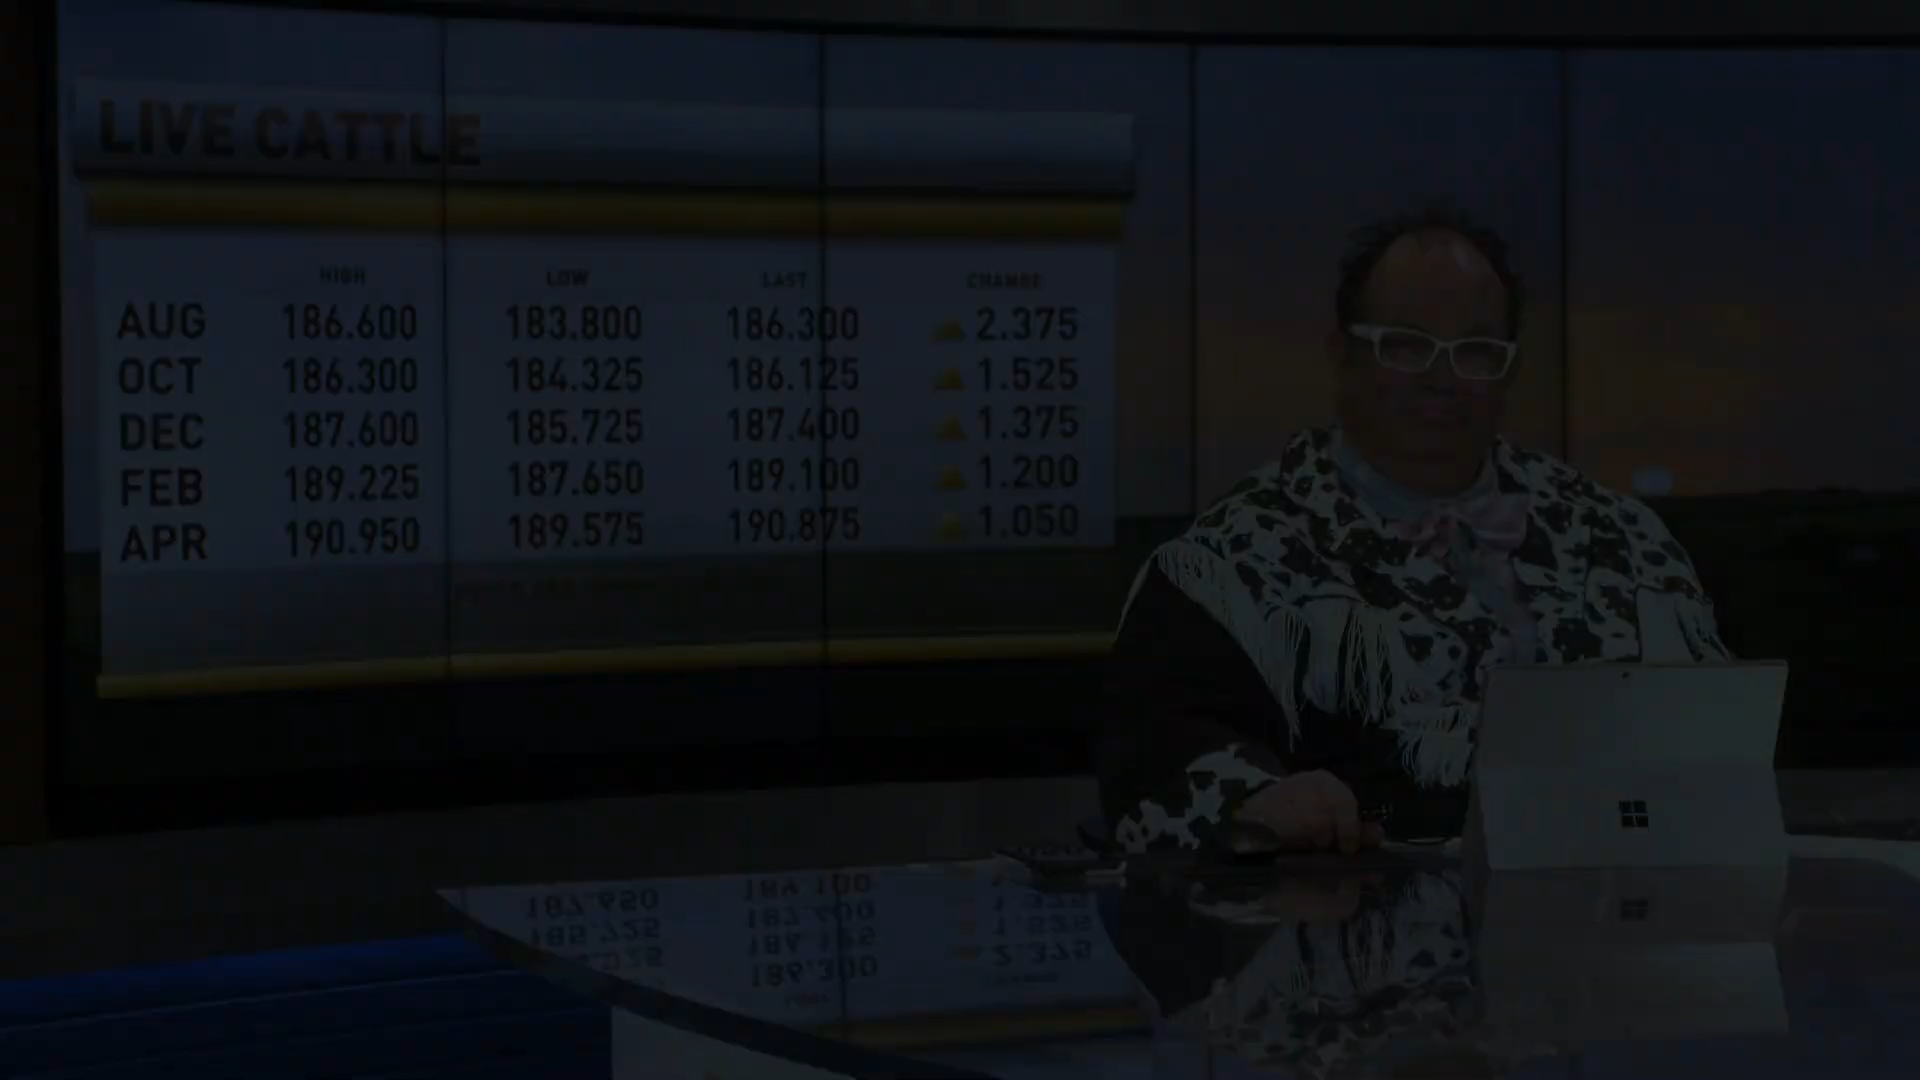 LIVE CATTLE
HIGH LOW LAST CHANGE
AUG 186.600 183.800 186.300 2.375
OCT 186.300 184.325 186.125 1.525
DEC 187.600 185.725 187.400 1.375
FEB 189.225 187.650 189.100 1.200
APR 190.950 189.575 190.875 1.050